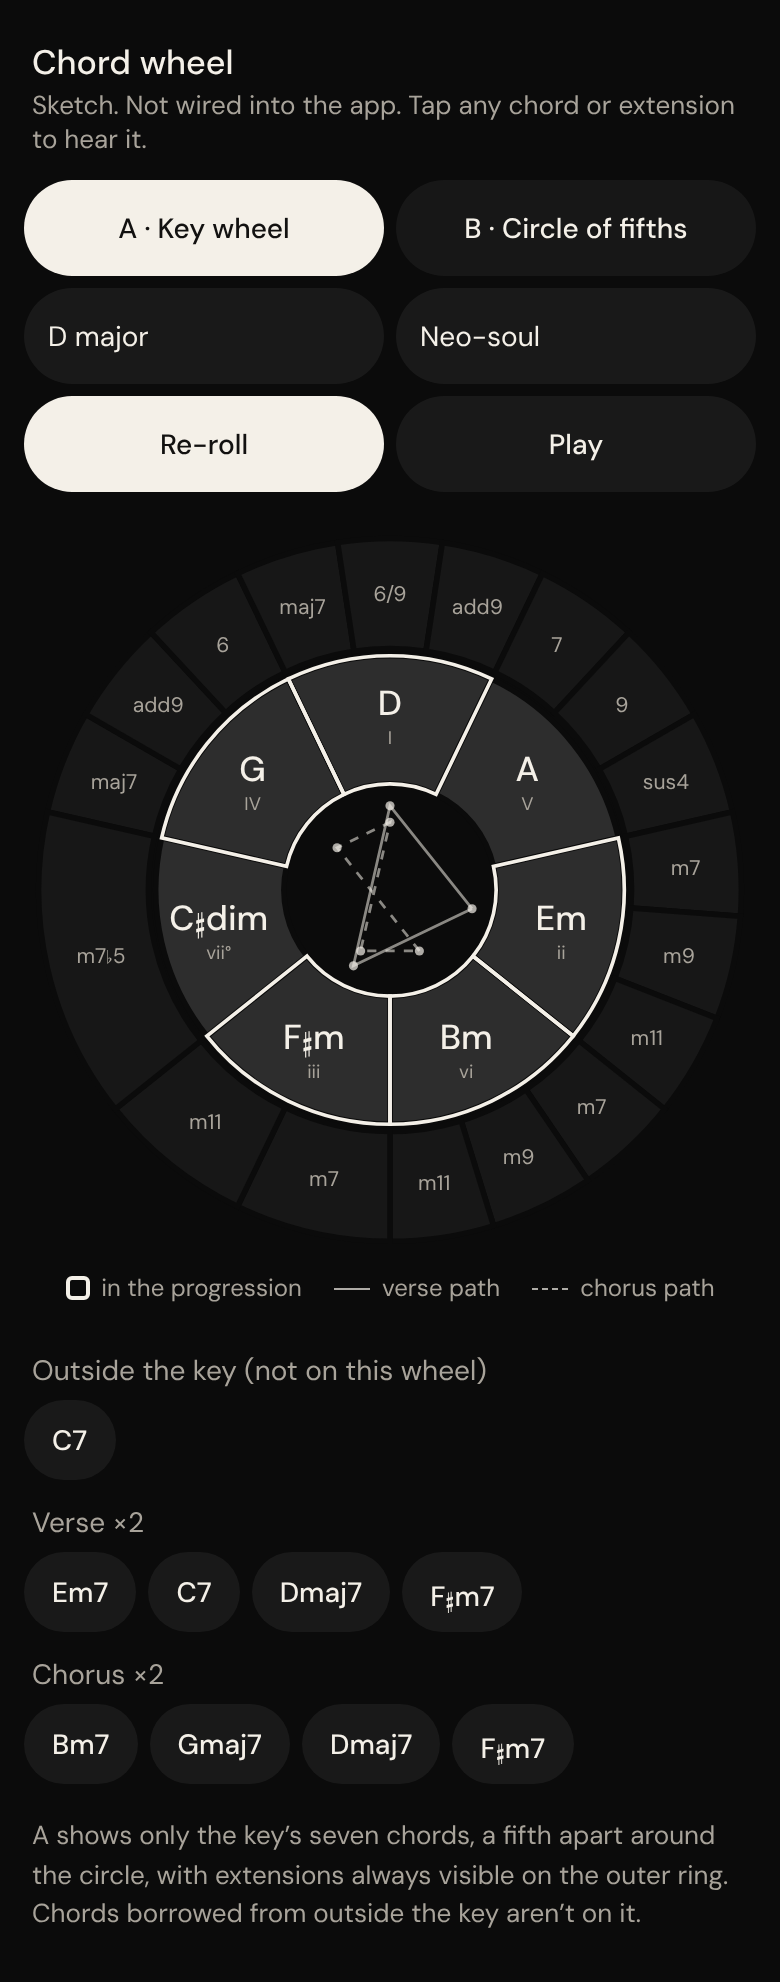 Chord wheel
Sketch. Not wired into the app. Tap any chord or extension
to hear it.
A · Key wheel
B · Circle of fifths
D major
Neo-soul
Re-roll
Play
6/9
maj7
add9
6
7
add9
9
maj7
sus4
D
I
G
IV
A
V
m7
C♯dim
vii°
Em
ii
m7♭5
m9
F♯m
iii
Bm
vi
m11
m7
m11
m9
m7
m11
in the progression
verse path
chorus path
Outside the key (not on this wheel)
C7
Verse ×2
Em7
C7
Dmaj7
F♯m7
Chorus ×2
Bm7
Gmaj7
Dmaj7
F♯m7
A shows only the key’s seven chords, a fifth apart around
the circle, with extensions always visible on the outer ring.
Chords borrowed from outside the key aren’t on it.